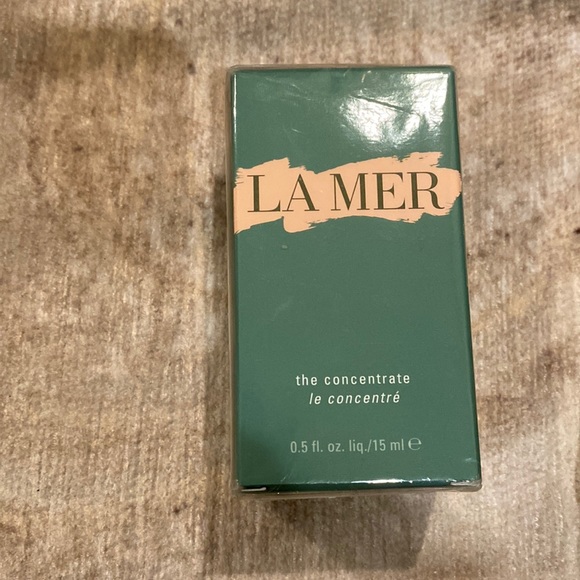 LA MER
the concentrate
le concentré
0.5 fl. oz. liq./15 ml ℮